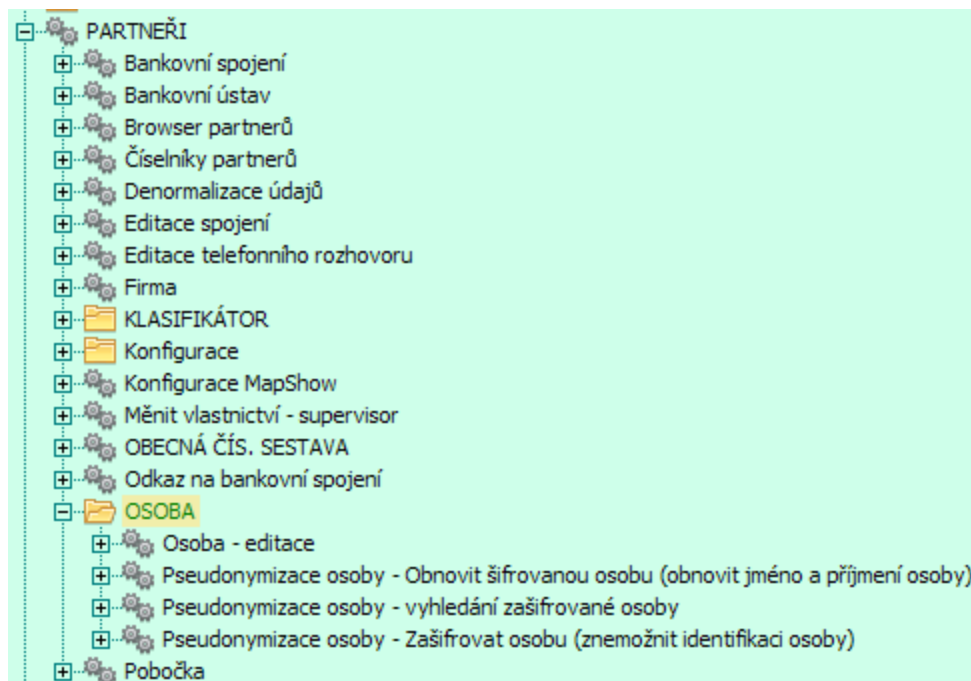 PARTNEŘI
Bankovní spojení
Bankovní ústav
Browser partnerů
Číselníky partnerů
Denormalizace údajů
Editace spojení
Editace telefonního rozhovoru
Firma
KLASIFIKÁTOR
Konfigurace
Konfigurace MapShow
Měnit vlastnictví - supervisor
OBECNÁ ČÍS. SESTAVA
Odkaz na bankovní spojení
OSOBA
Osoba - editace
Pseudonymizace osoby - Obnovit šifrovanou osobu (obnovit jméno a příjmení osoby)
Pseudonymizace osoby - vyhledání zašifrované osoby
Pseudonymizace osoby - Zašifrovat osobu (znemožnit identifikaci osoby)
Pobočka